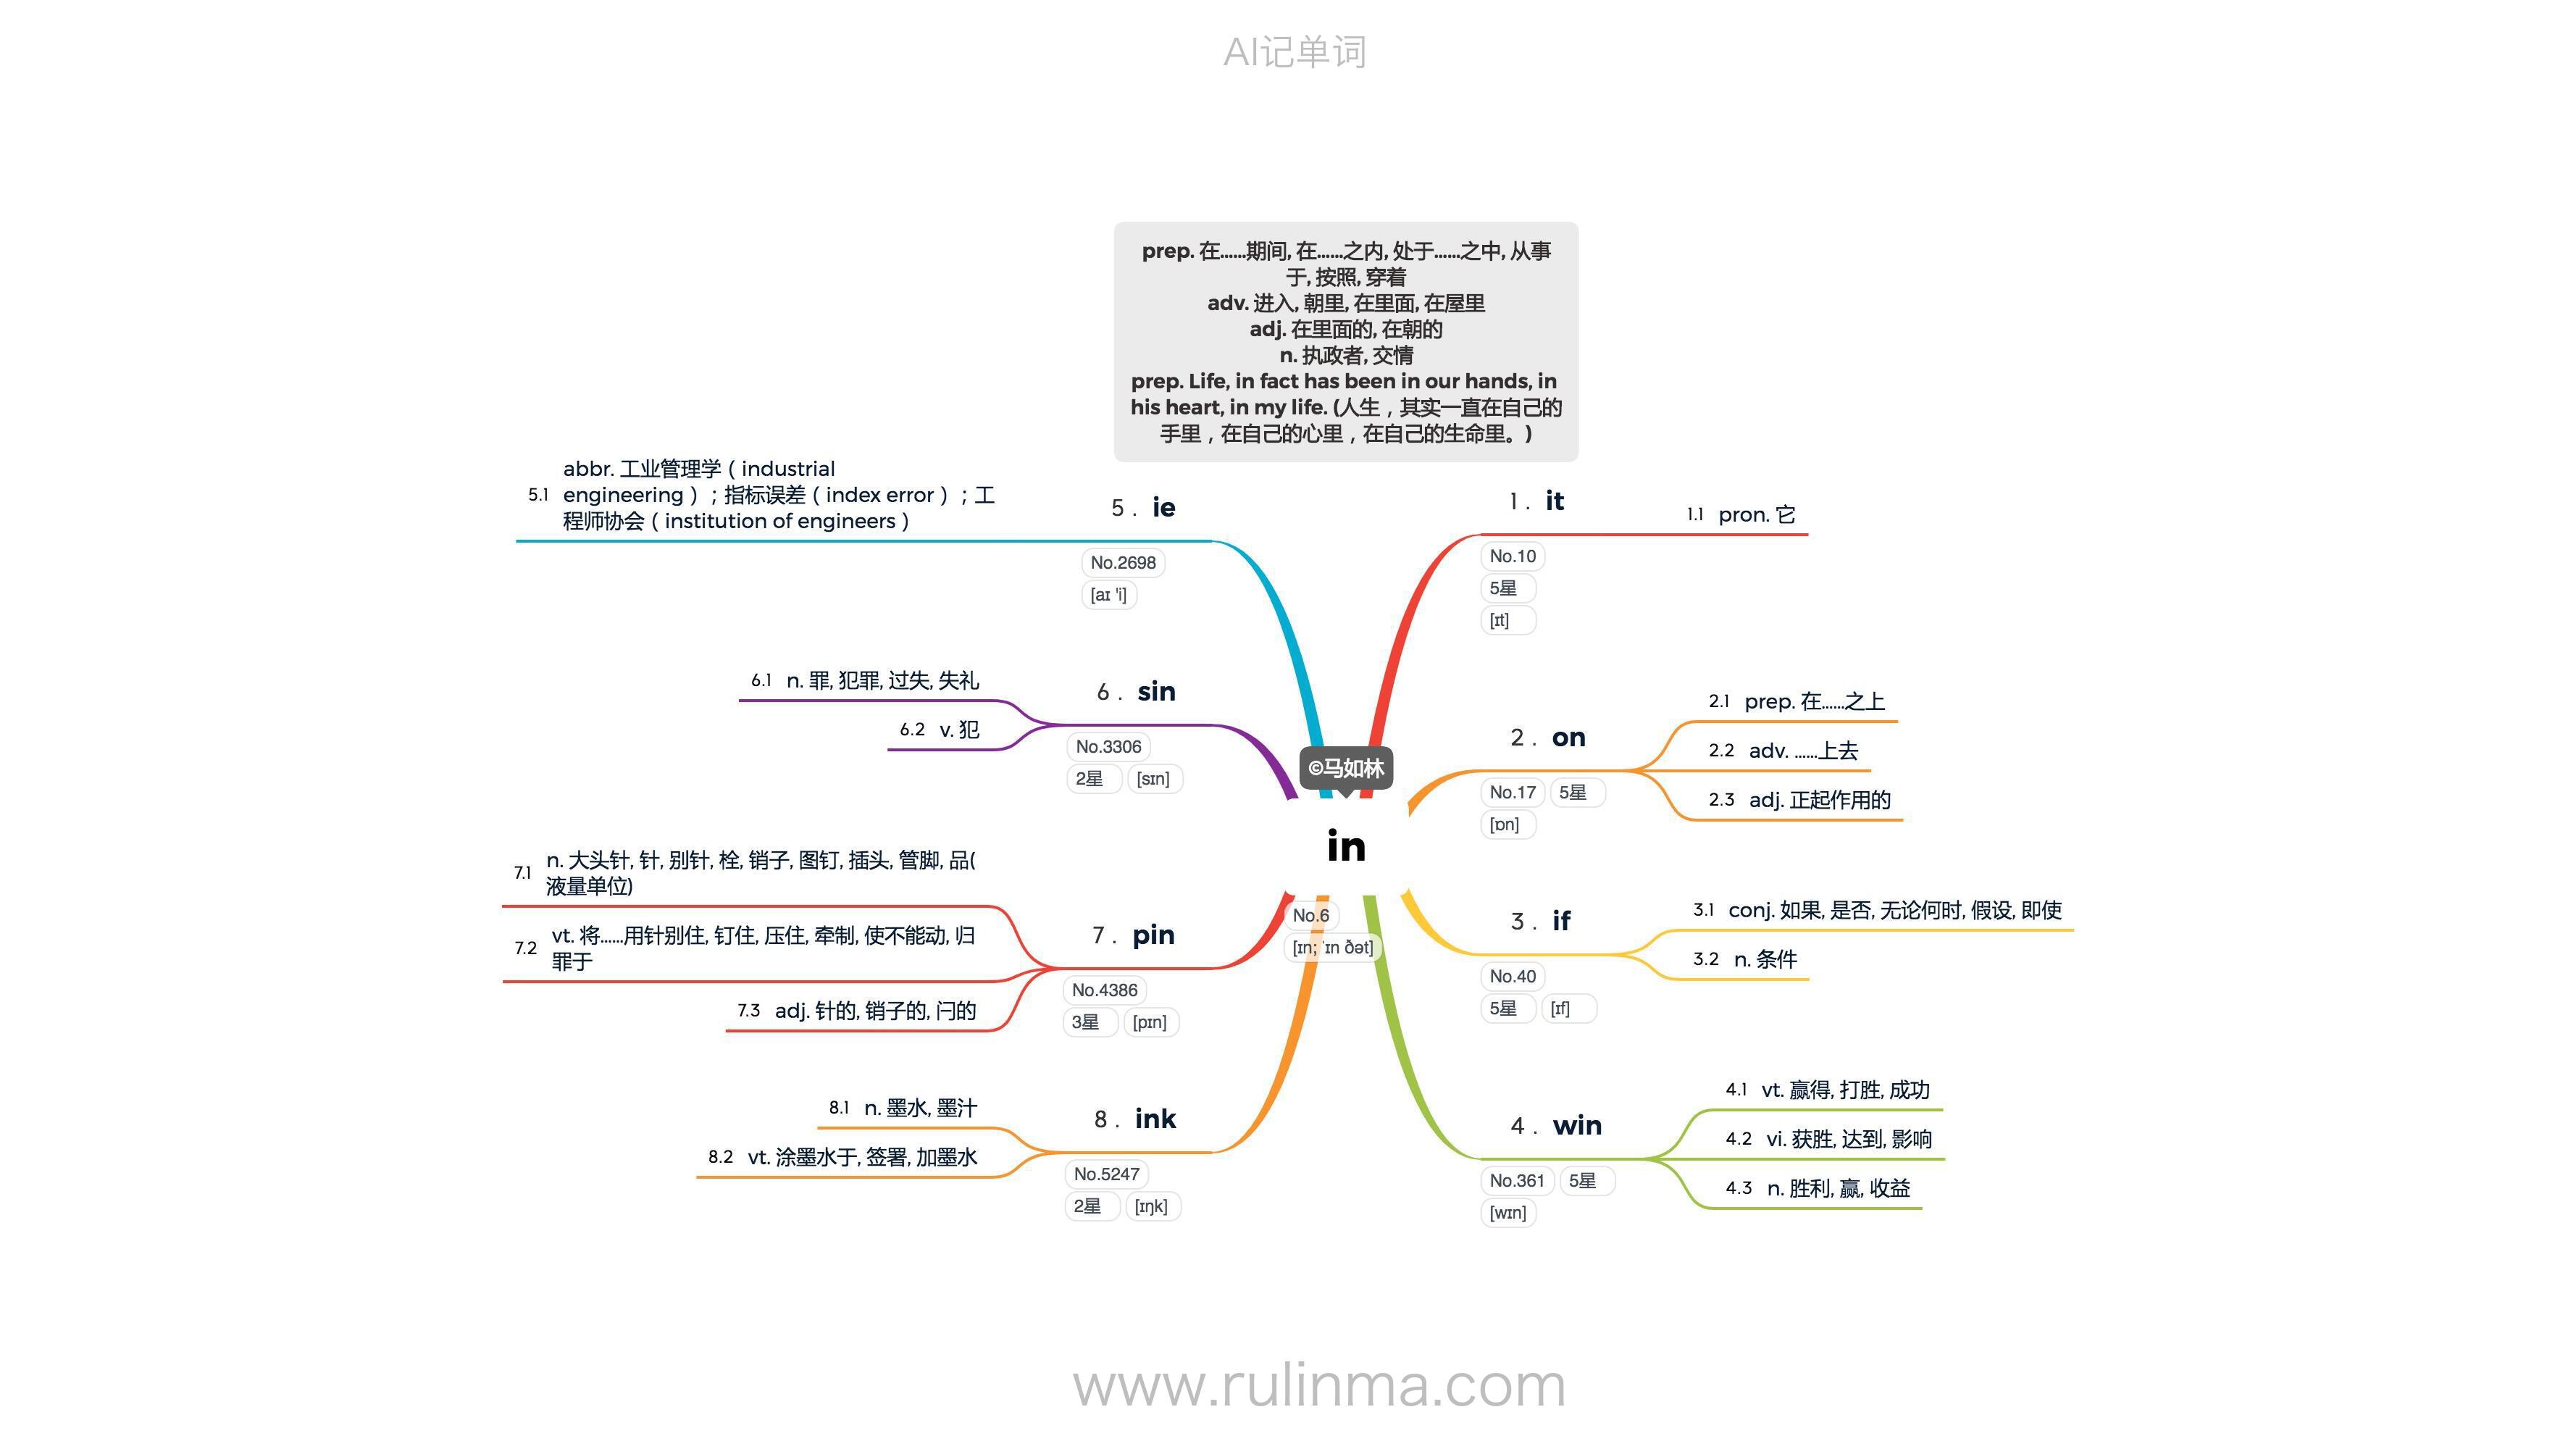 AI记单词
prep. 在……期间, 在……之内, 处于……之中, 从事
于, 按照, 穿着
adv. 进入, 朝里, 在里面, 在屋里
adj. 在里面的, 在朝的
n. 执政者, 交情
prep. Life, in fact has been in our hands, in
his heart, in my life. (人生，其实一直在自己的
手里，在自己的心里，在自己的生命里。)
©马如林
in
No.6
[ɪn; ˈɪn ðət]
1. it
No.10
5星
[ɪt]
1.1 pron. 它
2. on
No.17 5星
[ɒn]
2.1 prep. 在……之上
2.2 adv. ……上去
2.3 adj. 正起作用的
3. if
No.40
5星 [ɪf]
3.1 conj. 如果, 是否, 无论何时, 假设, 即使
3.2 n. 条件
4. win
No.361 5星
[wɪn]
4.1 vt. 赢得, 打胜, 成功
4.2 vi. 获胜, 达到, 影响
4.3 n. 胜利, 赢, 收益
5. ie
No.2698
[aɪ 'i]
5.1 abbr. 工业管理学（industrial
engineering）；指标误差（index error）；工
程师协会（institution of engineers）
6. sin
No.3306
2星 [sɪn]
6.1 n. 罪, 犯罪, 过失, 失礼
6.2 v. 犯
7. pin
No.4386
3星 [pɪn]
7.1 n. 大头针, 针, 别针, 栓, 销子, 图钉, 插头, 管脚, 品(
液量单位)
7.2 vt. 将……用针别住, 钉住, 压住, 牵制, 使不能动, 归
罪于
7.3 adj. 针的, 销子的, 闩的
8. ink
No.5247
2星 [ɪŋk]
8.1 n. 墨水, 墨汁
8.2 vt. 涂墨水于, 签署, 加墨水
www.rulinma.com